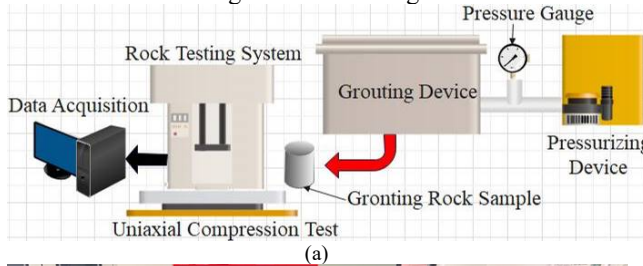 Pressure Gauge
Rock Testing System
Grouting Device
Data Acquisition
Pressurizing
Device
Gronting Rock Sample
Uniaxial Compression Test
(a)